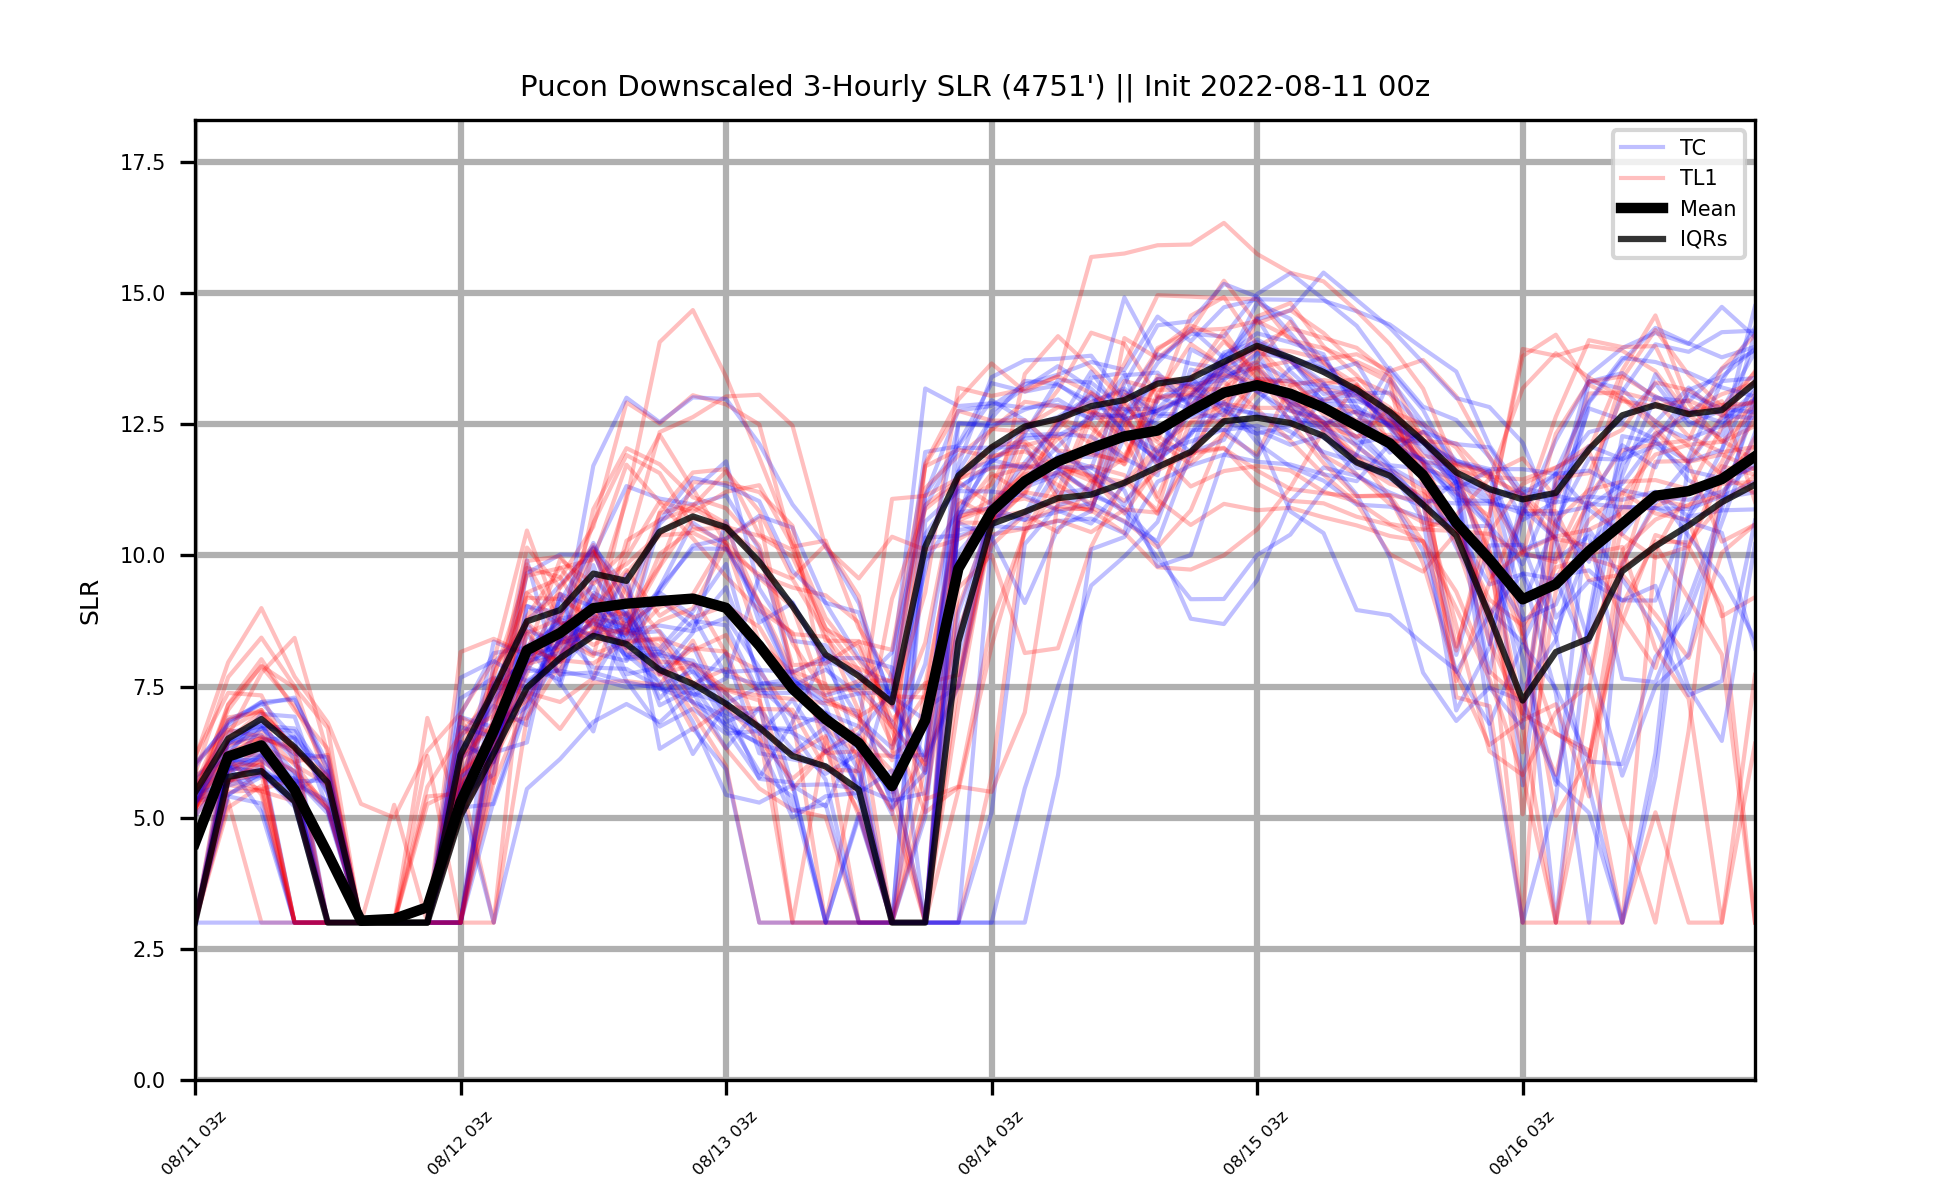 Pucon Downscaled 3-Hourly SLR (4751') || Init 2022-08-11 00z
TC
TL1
Mean
IQRs
17.5
15.0
12.5
10.0
7.5
5.0
2.5
0.0
SLR
08/11 03z
08/12 03z
08/13 03z
08/14 03z
08/15 03z
08/16 03z